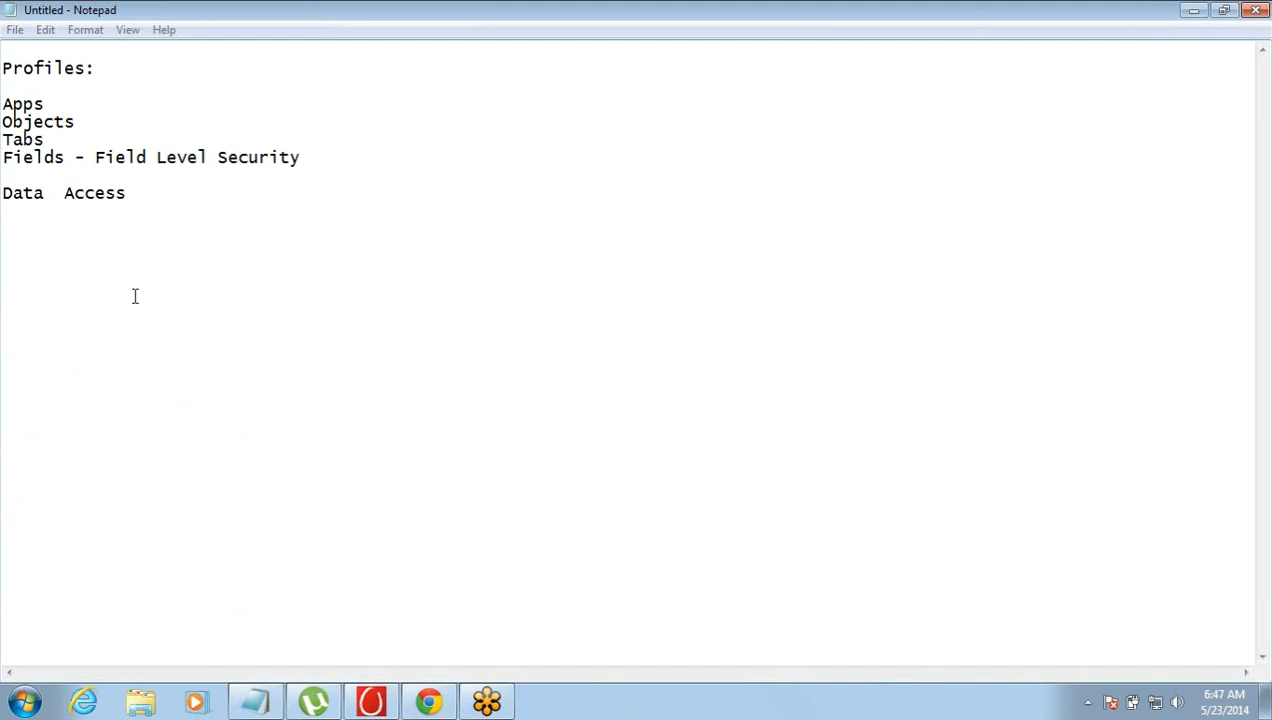 Untitled - Notepad
File Edit Format View Help
Profiles:
Apps
Objects
Tabs
Fields - Field Level Security
Data  Access
6:47 AM
5/23/2014